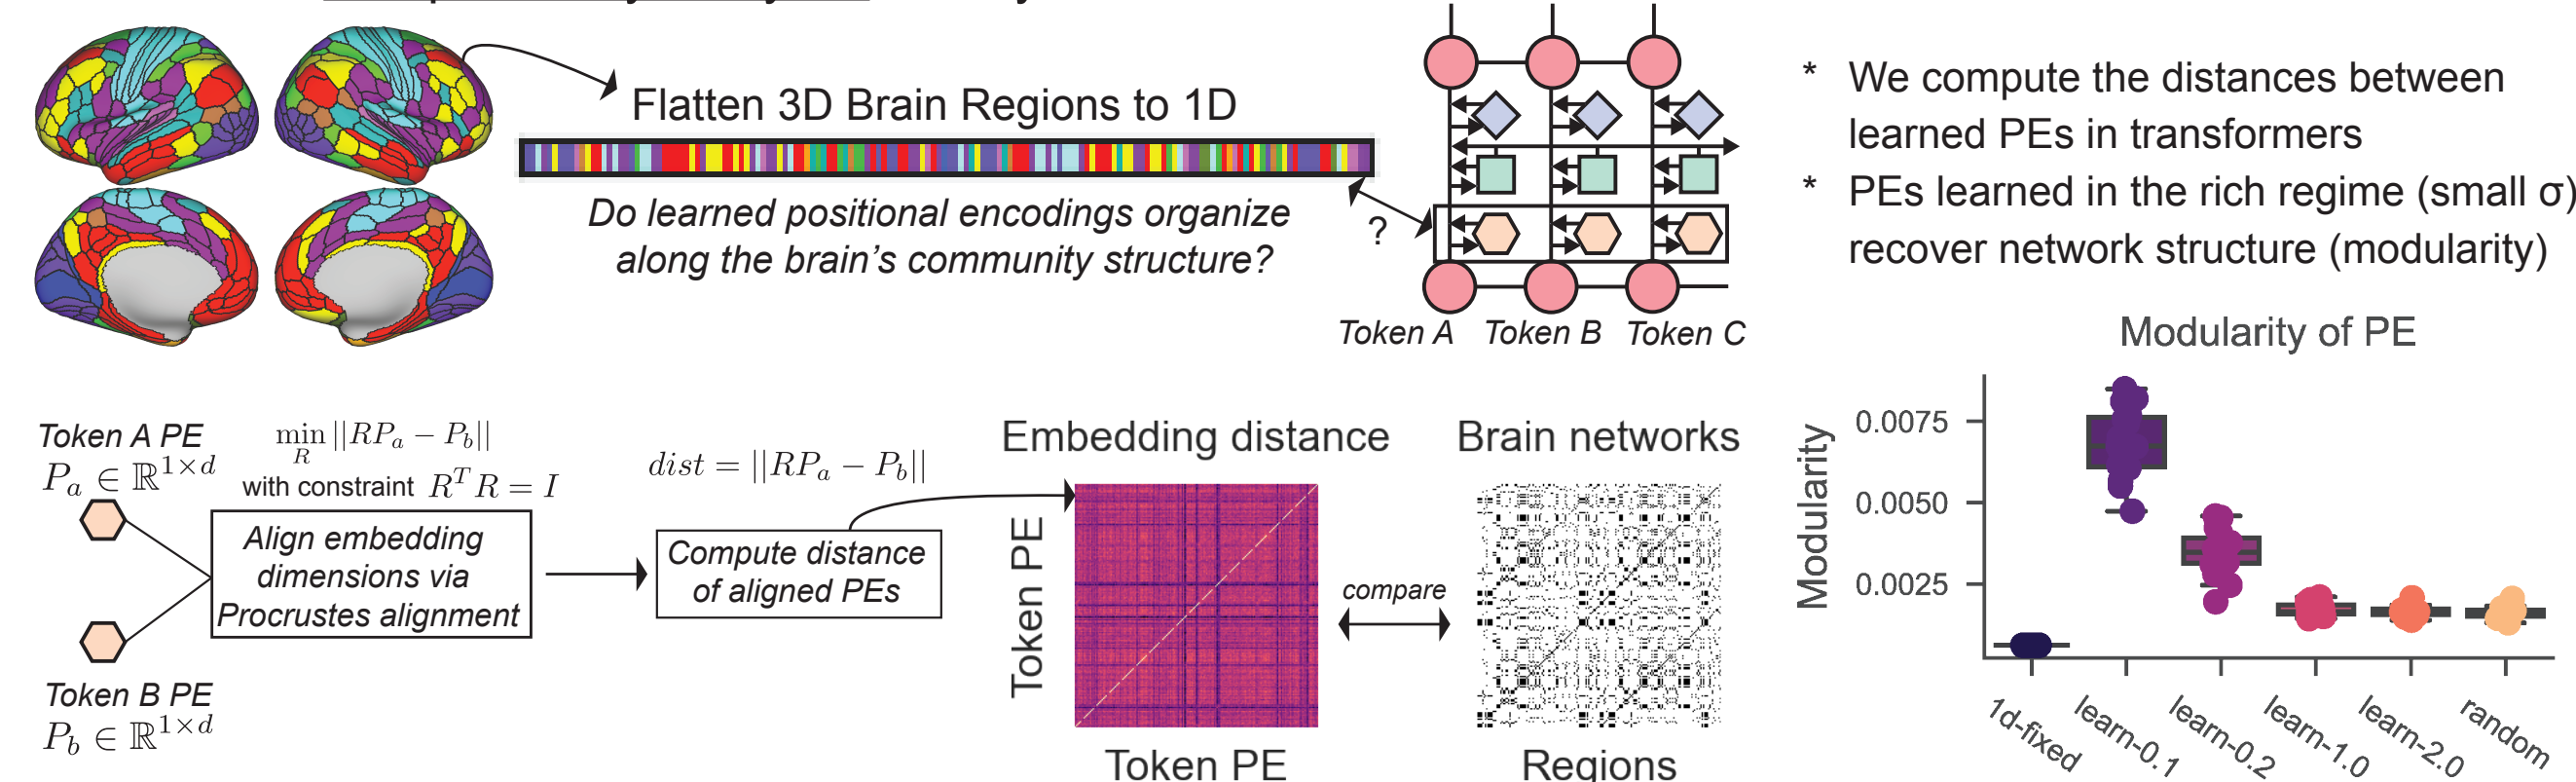 Flatten 3D Brain Regions to 1D
Do learned positional encodings organize
along the brain's community structure?
?
Token A Token B Token C
* We compute the distances between
learned PEs in transformers
* PEs learned in the rich regime (small σ)
recover network structure (modularity)
Token A PE
P_a ∈ ℝ^{1×d}
min_R ||RP_a − P_b||
with constraint R^T R = I
Align embedding
dimensions via
Procrustes alignment
Token B PE
P_b ∈ ℝ^{1×d}
dist = ||RP_a − P_b||
Compute distance
of aligned PEs
Embedding distance
Token PE
Token PE
compare
Brain networks
Regions
Modularity of PE
Modularity
0.0075
0.0050
0.0025
1d-fixed
learn-0.1
learn-0.2
learn-1.0
learn-2.0
random